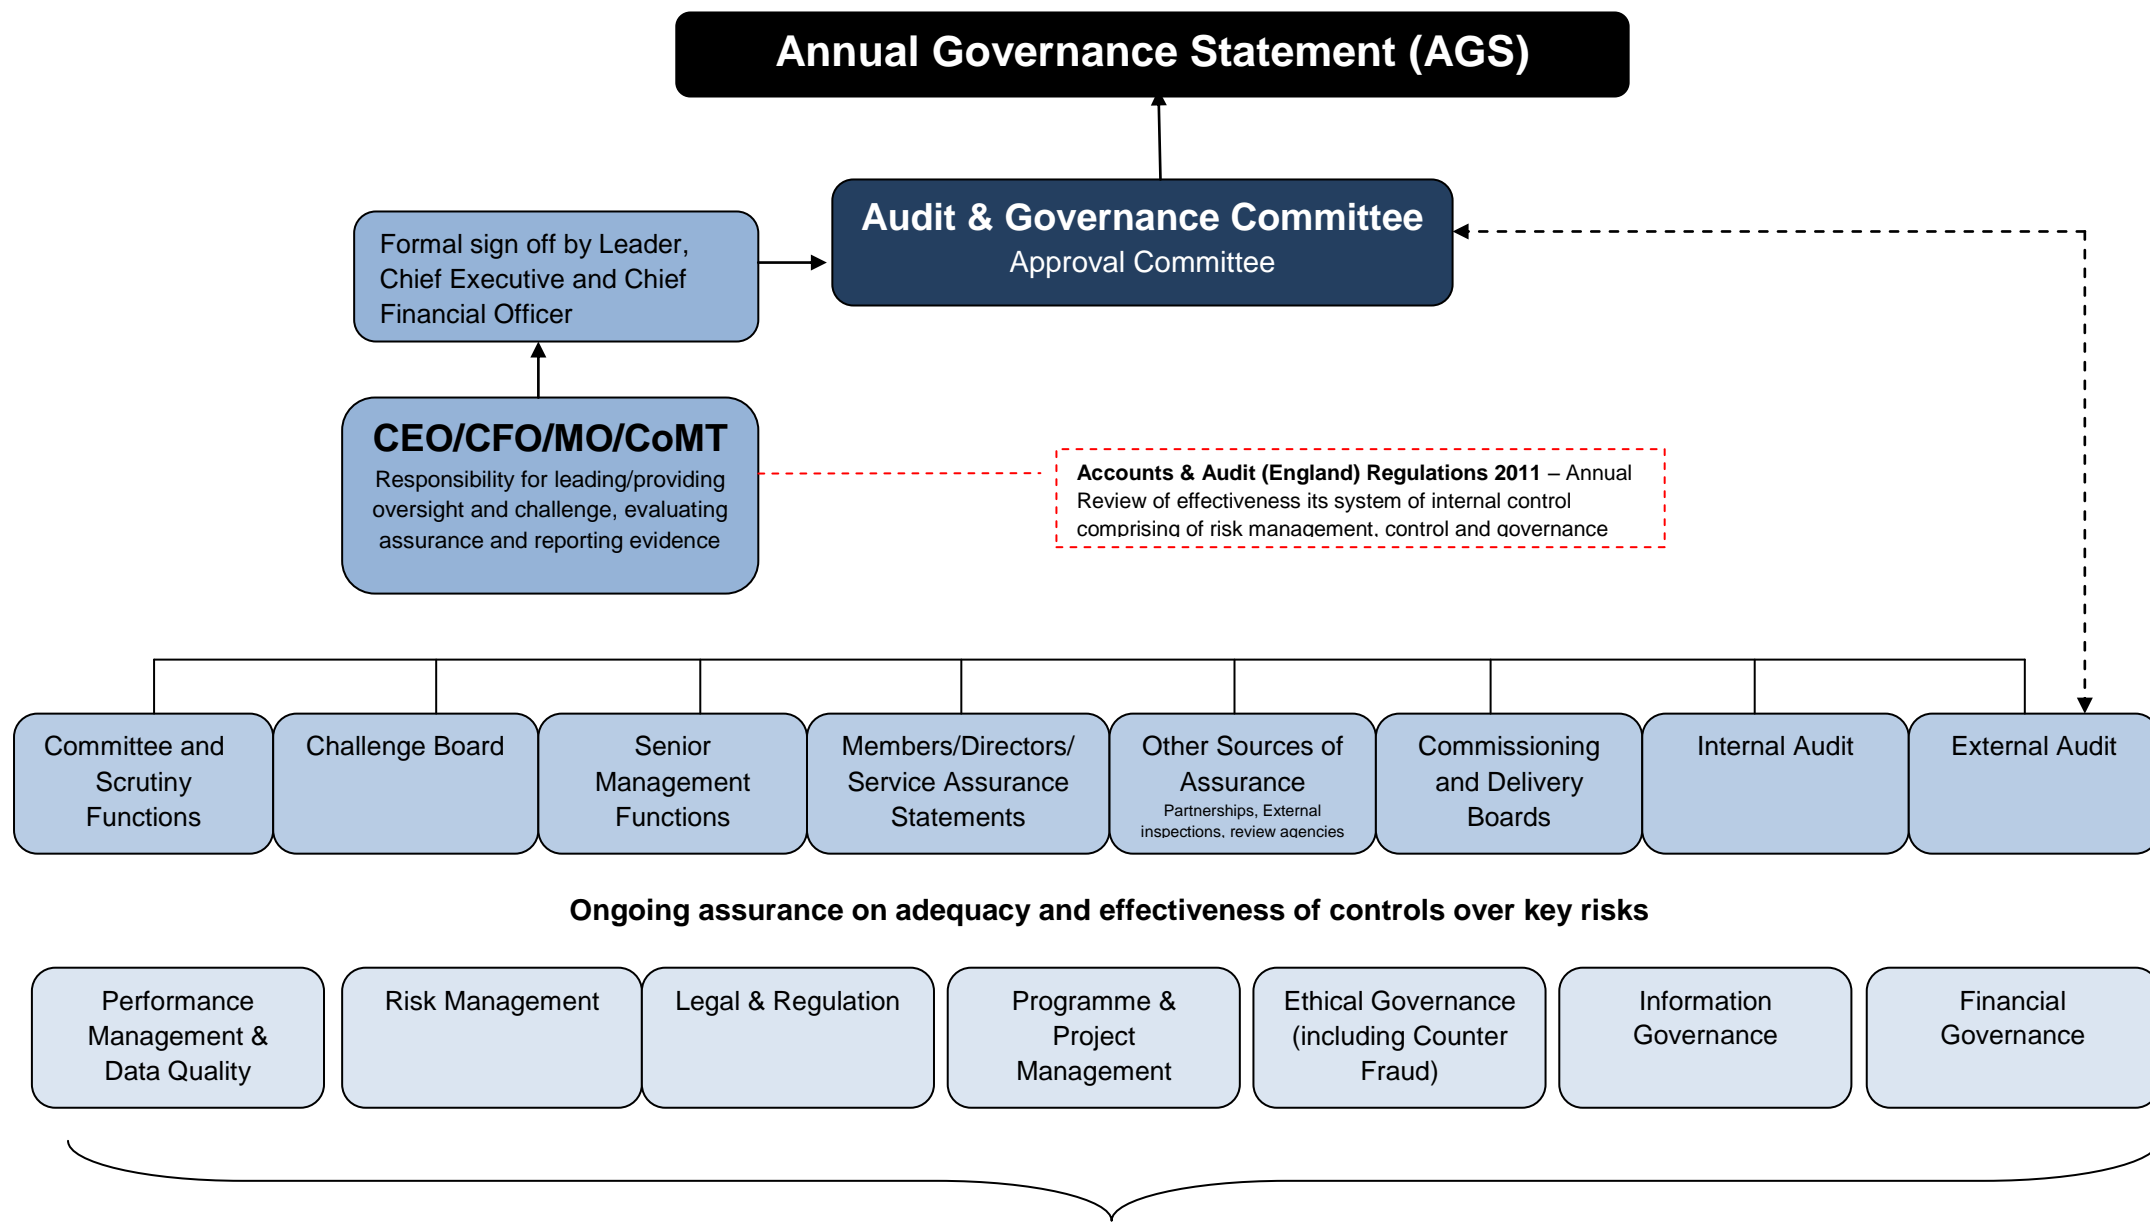 Annual Governance Statement (AGS)
Audit & Governance Committee
Approval Committee
Formal sign off by Leader,
Chief Executive and Chief
Financial Officer
CEO/CFO/MO/CoMT
Responsibility for leading/providing
oversight and challenge, evaluating
assurance and reporting evidence
Accounts & Audit (England) Regulations 2011 – Annual
Review of effectiveness its system of internal control
comprising of risk management, control and governance
Committee and
Scrutiny
Functions
Challenge Board
Senior
Management
Functions
Members/Directors/
Service Assurance
Statements
Other Sources of
Assurance
Partnerships, External
inspections, review agencies
Commissioning
and Delivery
Boards
Internal Audit
External Audit
Ongoing assurance on adequacy and effectiveness of controls over key risks
Performance
Management &
Data Quality
Risk Management
Legal & Regulation
Programme &
Project
Management
Ethical Governance
(including Counter
Fraud)
Information
Governance
Financial
Governance